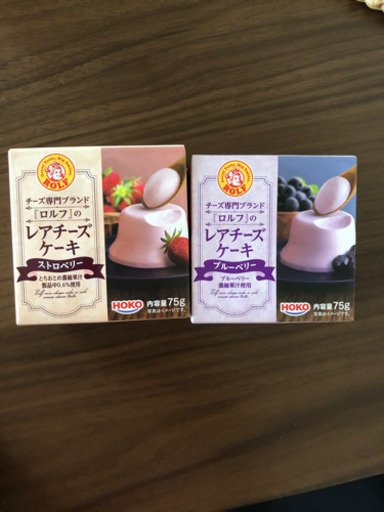 ROLF
チーズ専門ブランド
『ロルフ』の
レアチーズ
ケーキ
ストロベリー
とちおとめ濃縮果汁
製品中0.6%使用
HOKO
内容量75g
写真はイメージです。
ROLF
チーズ専門ブランド
『ロルフ』の
レアチーズ
ケーキ
ブルーベリー
ブルーベリー
濃縮果汁使用
HOKO
内容量75g
写真はイメージです。